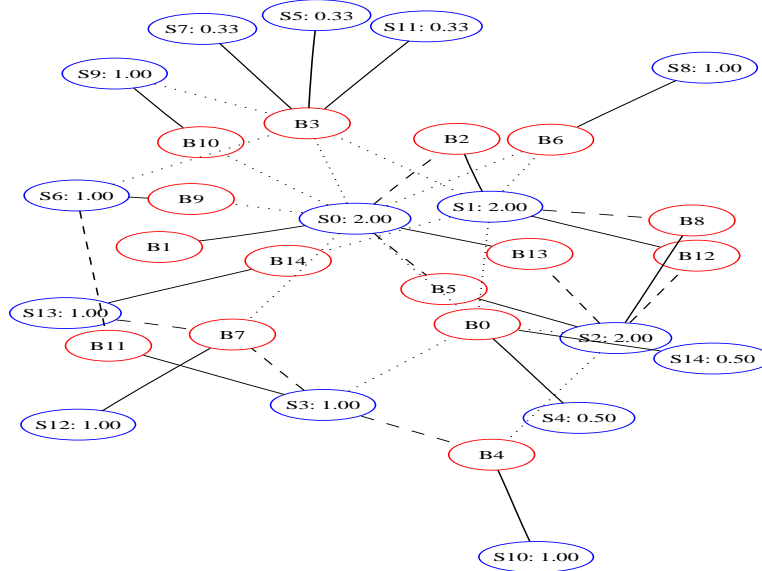 S5: 0.33
S7: 0.33
S11: 0.33
S9: 1.00
S8: 1.00
B3
B10
B2
B6
S6: 1.00
B9
S1: 2.00
S0: 2.00
B8
B1
B14
B13
B12
B5
S13: 1.00
B7
B0
S2: 2.00
B11
S14: 0.50
S3: 1.00
S4: 0.50
S12: 1.00
B4
S10: 1.00